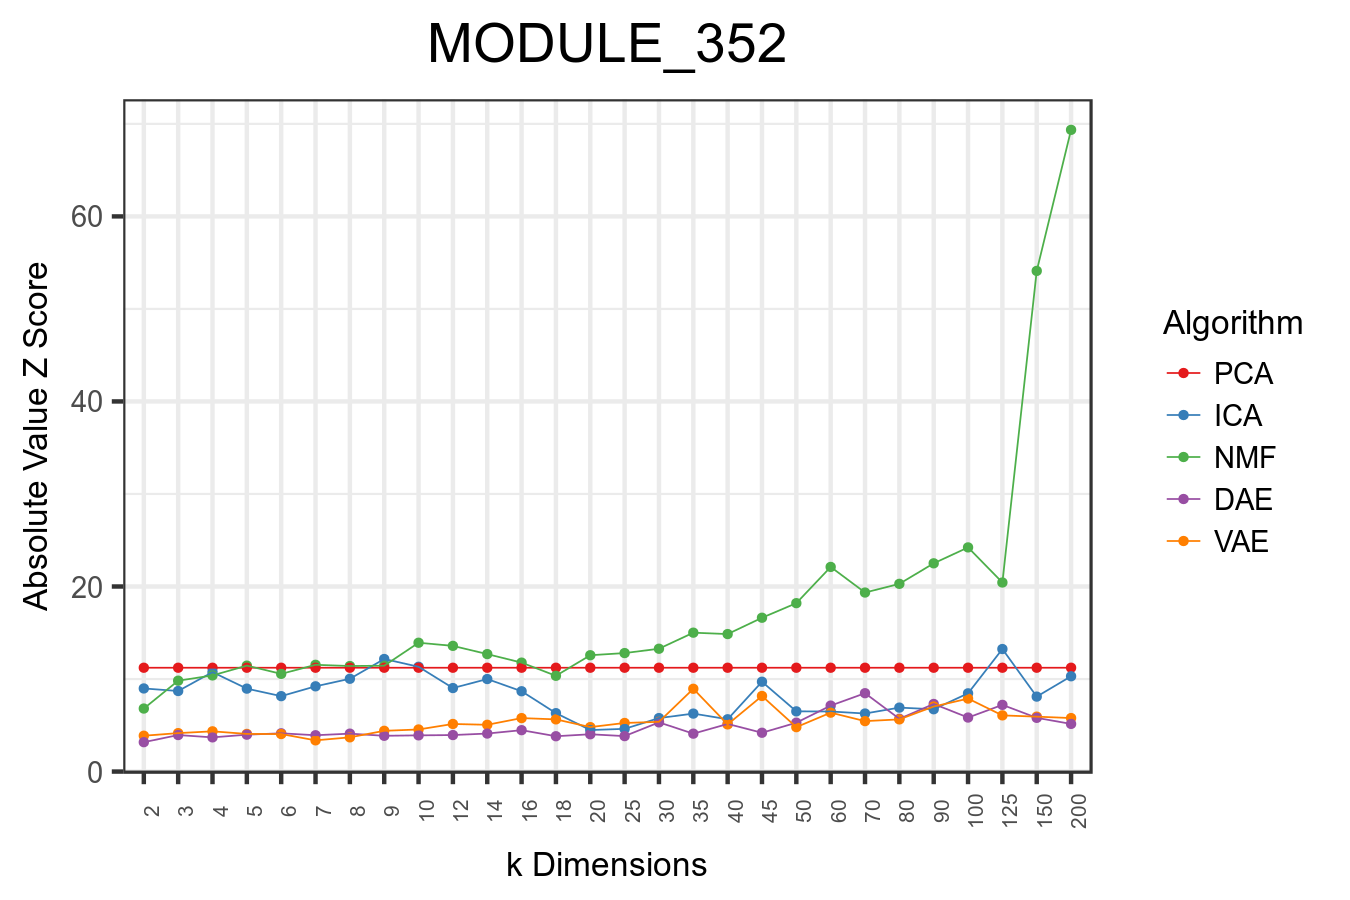 MODULE_352
Absolute Value Z Score
60
40
20
0
2 3 4 5 6 7 8 9 10 12 14 16 18 20 25 30 35 40 45 50 60 70 80 90 100 125 150 200
k Dimensions
Algorithm
PCA
ICA
NMF
DAE
VAE